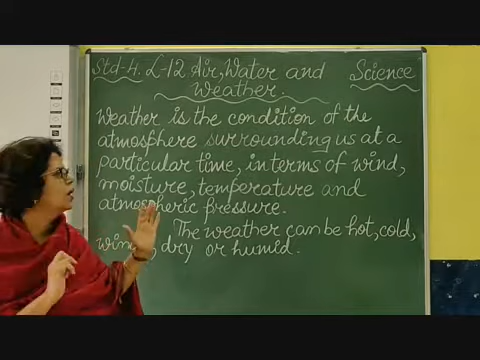 Std-4. L-12 Air, Water and Weather. Science
Weather is the condition of the
atmosphere surrounding us at a
particular time, in terms of wind,
moisture, temperature and
atmospheric pressure.
The weather can be hot, cold,
dry or humid.